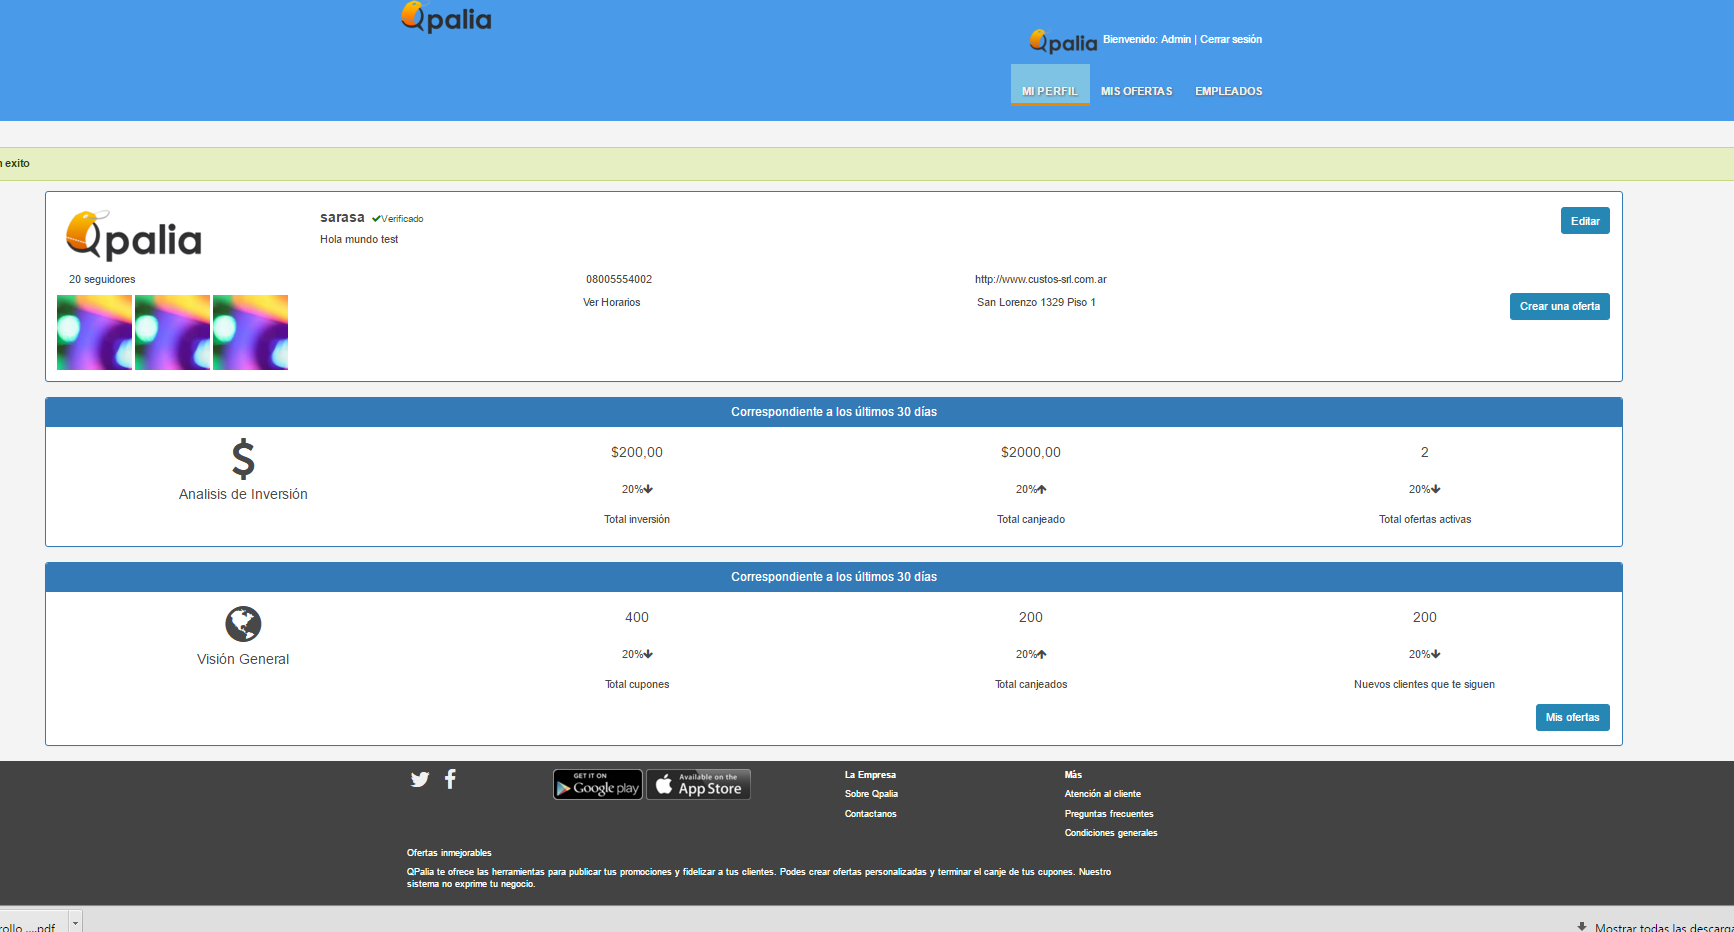 Qpalia
Qpalia Bienvenido: Admin | Cerrar sesión
MI PERFIL MIS OFERTAS EMPLEADOS
exito
Qpalia
sarasa Verificado
Editar
Hola mundo test
20 seguidores 08005554002 http://www.custos-srl.com.ar
Ver Horarios San Lorenzo 1329 Piso 1
Crear una oferta
Correspondiente a los últimos 30 días
$200,00 $2000,00 2
20% 20% 20%
Analisis de Inversión
Total inversión Total canjeado Total ofertas activas
Correspondiente a los últimos 30 días
400 200 200
20% 20% 20%
Visión General
Total cupones Total canjeados Nuevos clientes que te siguen
Mis ofertas
GET IT ON
Google play
Available on the
App Store
La Empresa
Sobre Qpalia
Contactanos
Más
Atención al cliente
Preguntas frecuentes
Condiciones generales
Ofertas inmejorables
QPalia te ofrece las herramientas para publicar tus promociones y fidelizar a tus clientes. Podes crear ofertas personalizadas y terminar el canje de tus cupones. Nuestro
sistema no exprime tu negocio.
rollo ....pdf
Mostrar todas las descarga